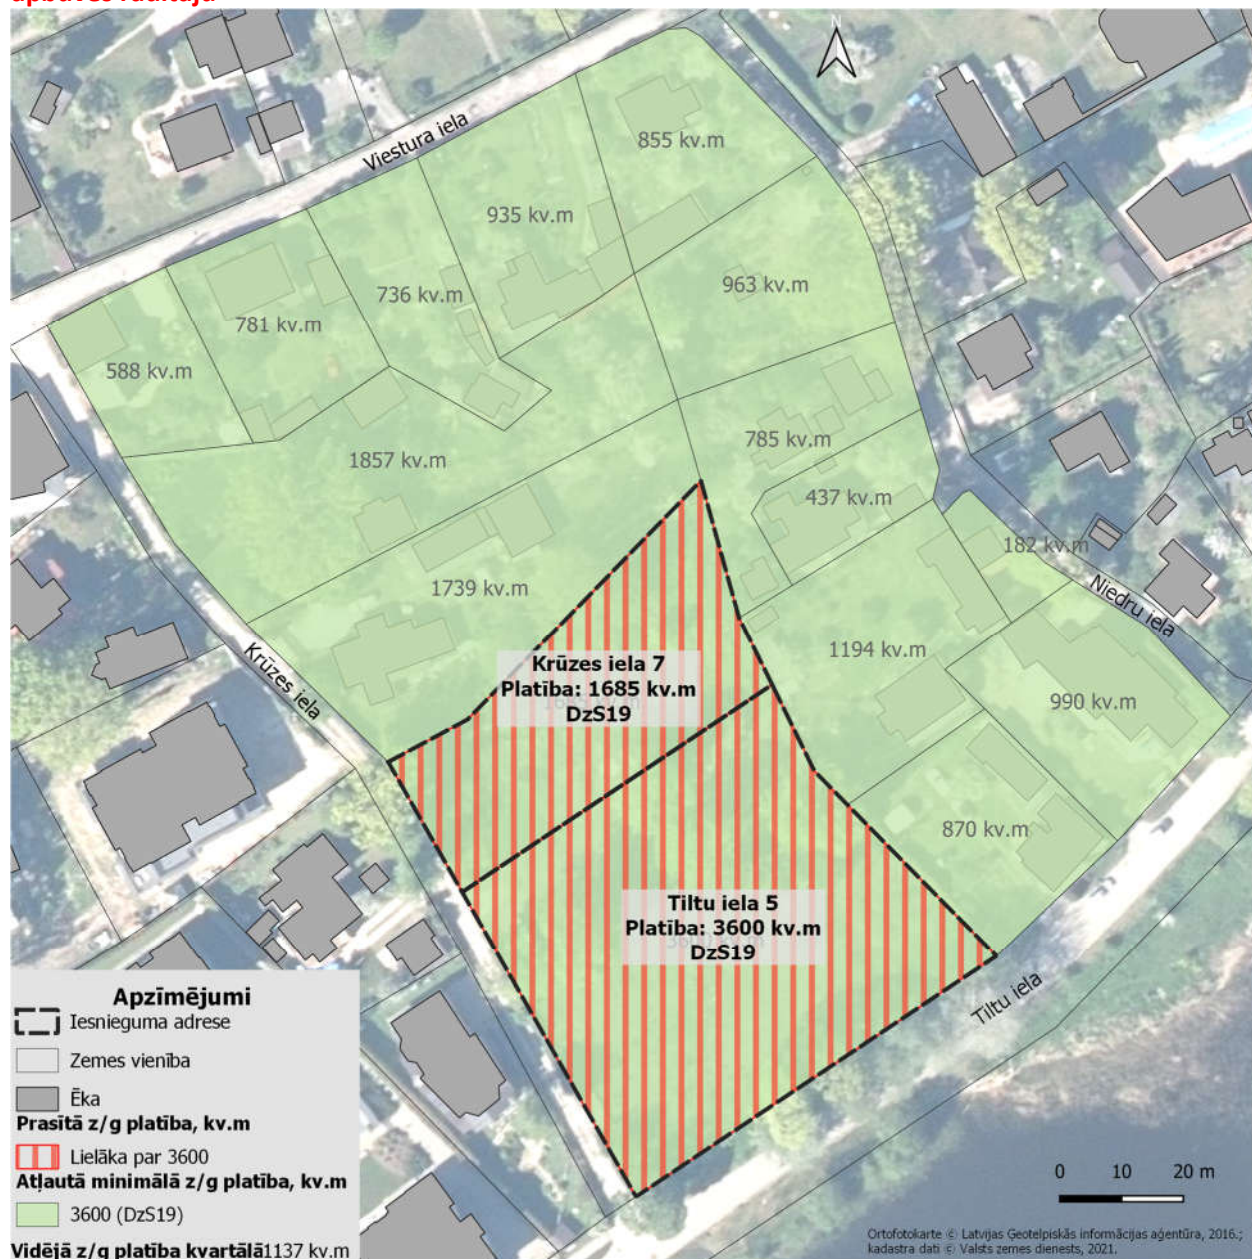 apbūves rādītāju
N
Viestura iela
855 kv.m
935 kv.m
963 kv.m
736 kv.m
781 kv.m
588 kv.m
785 kv.m
1857 kv.m
437 kv.m
182 kv.m
1739 kv.m
Niedru iela
1194 kv.m
Krūzes iela
Krūzes iela 7
Platība: 1685 kv.m
DzS19
990 kv.m
870 kv.m
Tiltu iela 5
Platība: 3600 kv.m
DzS19
Tiltu iela
Apzīmējumi
Iesnieguma adrese
Zemes vienība
Ēka
Prasītā z/g platība, kv.m
Lielāka par 3600
Atļautā minimālā z/g platība, kv.m
3600 (DzS19)
Vidējā z/g platība kvartālā1137 kv.m
0 10 20 m
Ortofotokarte © Latvijas Ģeotelpiskās informācijas aģentūra, 2016.;
kadastra dati © Valsts zemes dienests, 2021.